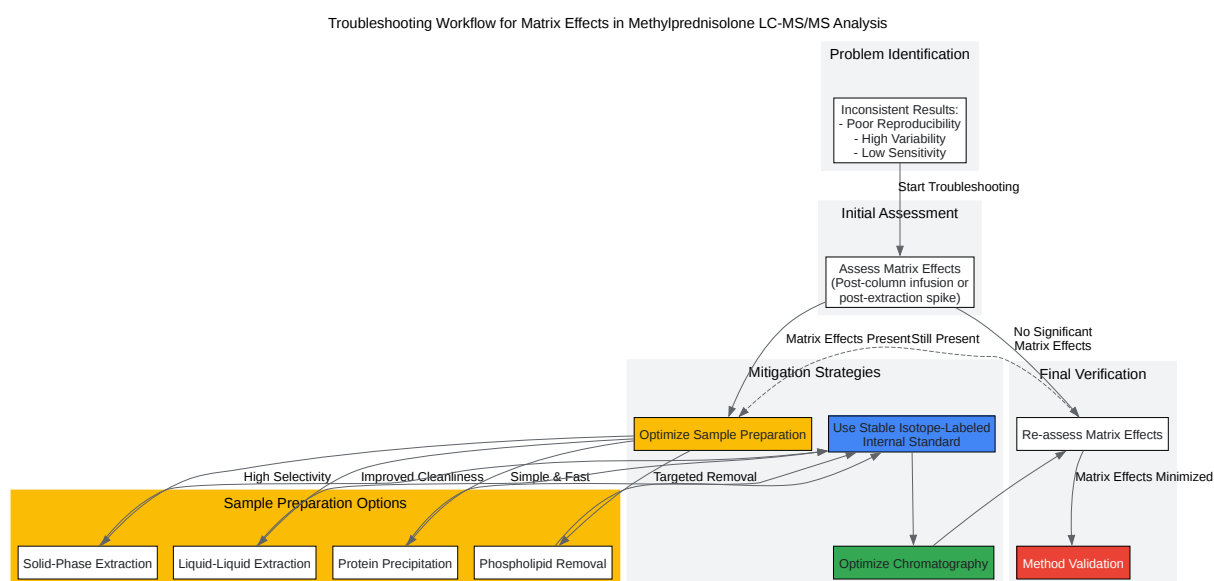 Troubleshooting Workflow for Matrix Effects in Methylprednisolone LC-MS/MS Analysis
Problem Identification
Inconsistent Results:
- Poor Reproducibility
- High Variability
- Low Sensitivity
Start Troubleshooting
Initial Assessment
Assess Matrix Effects
(Post-column infusion or
post-extraction spike)
Matrix Effects Present
Still Present
No Significant
Matrix Effects
Mitigation Strategies
Final Verification
Optimize Sample Preparation
Use Stable Isotope-Labeled
Internal Standard
Re-assess Matrix Effects
High Selectivity
Improved Cleanliness
Simple & Fast
Targeted Removal
Matrix Effects Minimized
Sample Preparation Options
Solid-Phase Extraction
Liquid-Liquid Extraction
Protein Precipitation
Phospholipid Removal
Optimize Chromatography
Method Validation